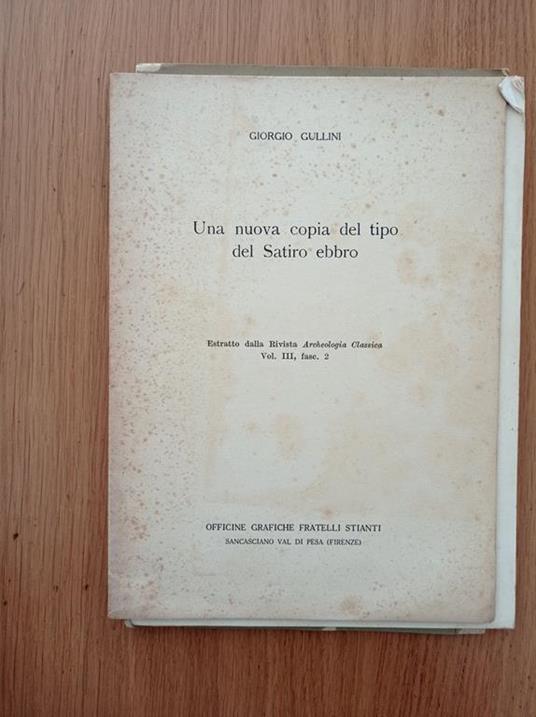 GIORGIO GULLINI
Una nuova copia del tipo
del Satiro ebbro
Estratto dalla Rivista Archeologia Classica
Vol. III, fasc. 2
OFFICINE GRAFICHE FRATELLI STIANTI
SANCASCIANO VAL DI PESA (FIRENZE)